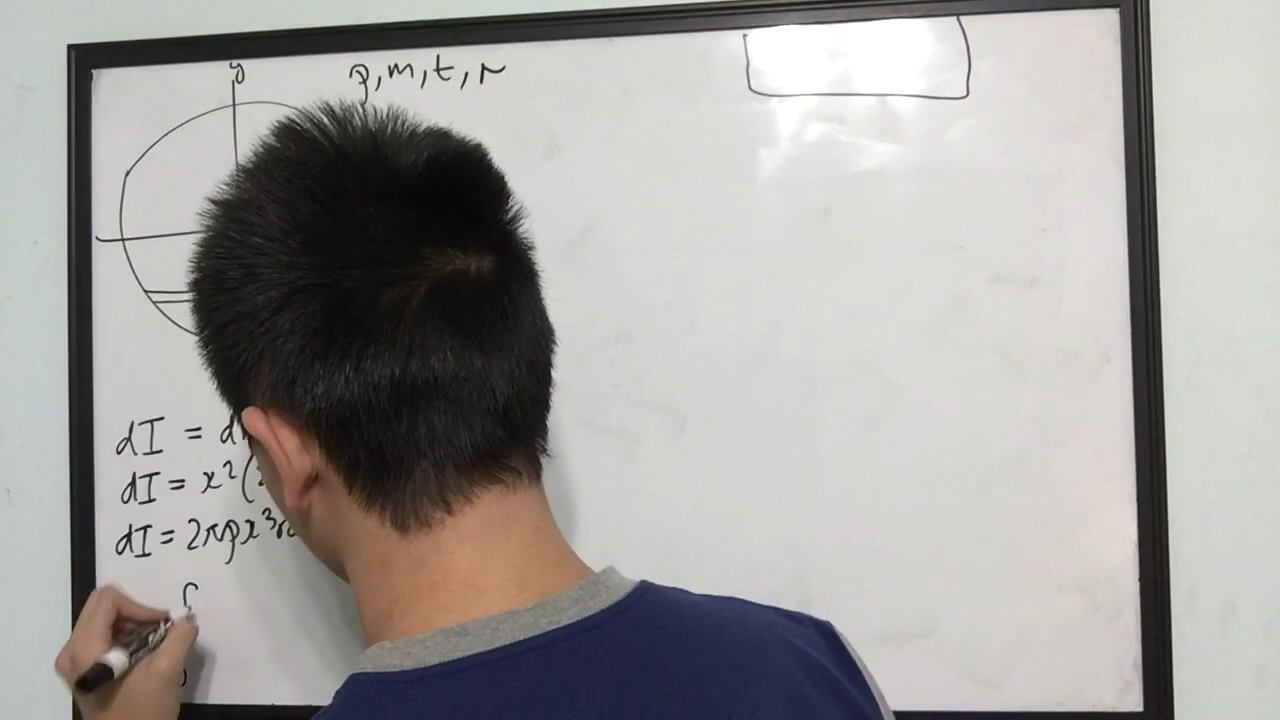 y
ρ, m, t, r
dI = d
dI = x²(
dI = 2πρx³r
∫